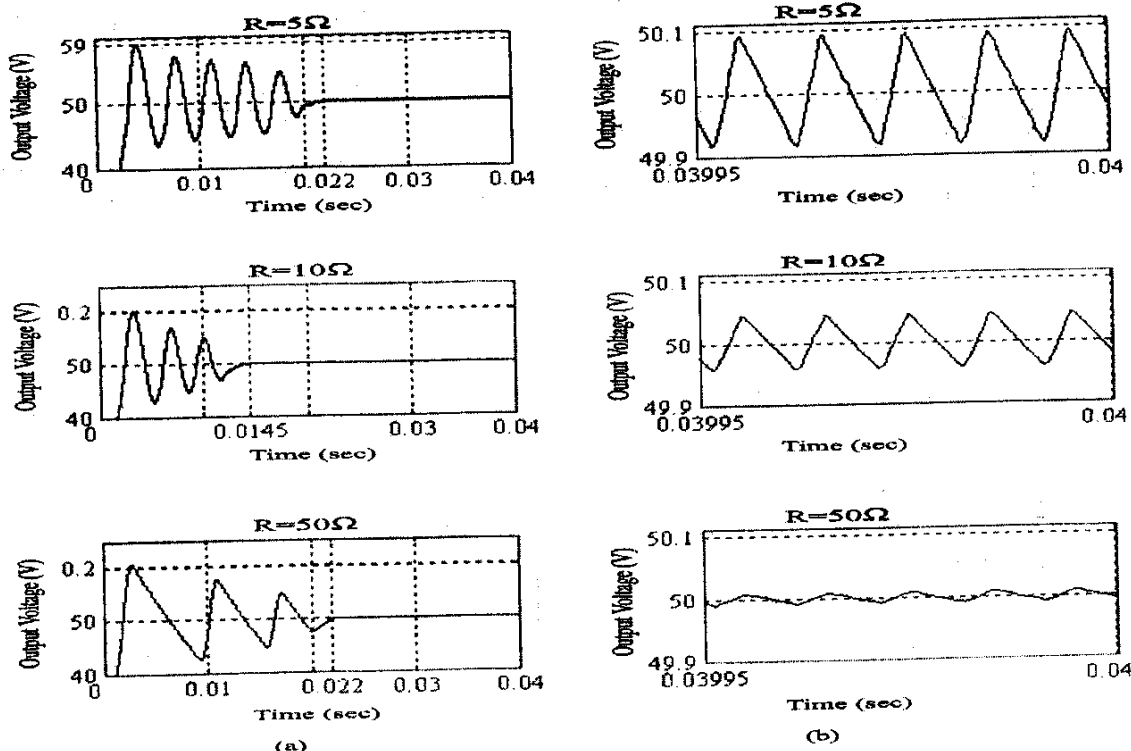 R=5Ω
Output Voltage (V)
59
50
40
0
0.01
0.022
0.03
0.04
Time (sec)
R=10Ω
Output Voltage (V)
0.2
50
40
0
0.0145
0.03
0.04
Time (sec)
R=50Ω
Output Voltage (V)
0.2
50
40
0
0.01
0.022
0.03
0.04
Time (sec)
(a)
R=5Ω
Output Voltage (V)
50.1
50
49.9
0.03995
0.04
Time (sec)
R=10Ω
Output Voltage (V)
50.1
50
49.9
0.03995
0.04
Time (sec)
R=50Ω
Output Voltage (V)
50.1
50
49.9
0.03995
0.04
Time (sec)
(b)